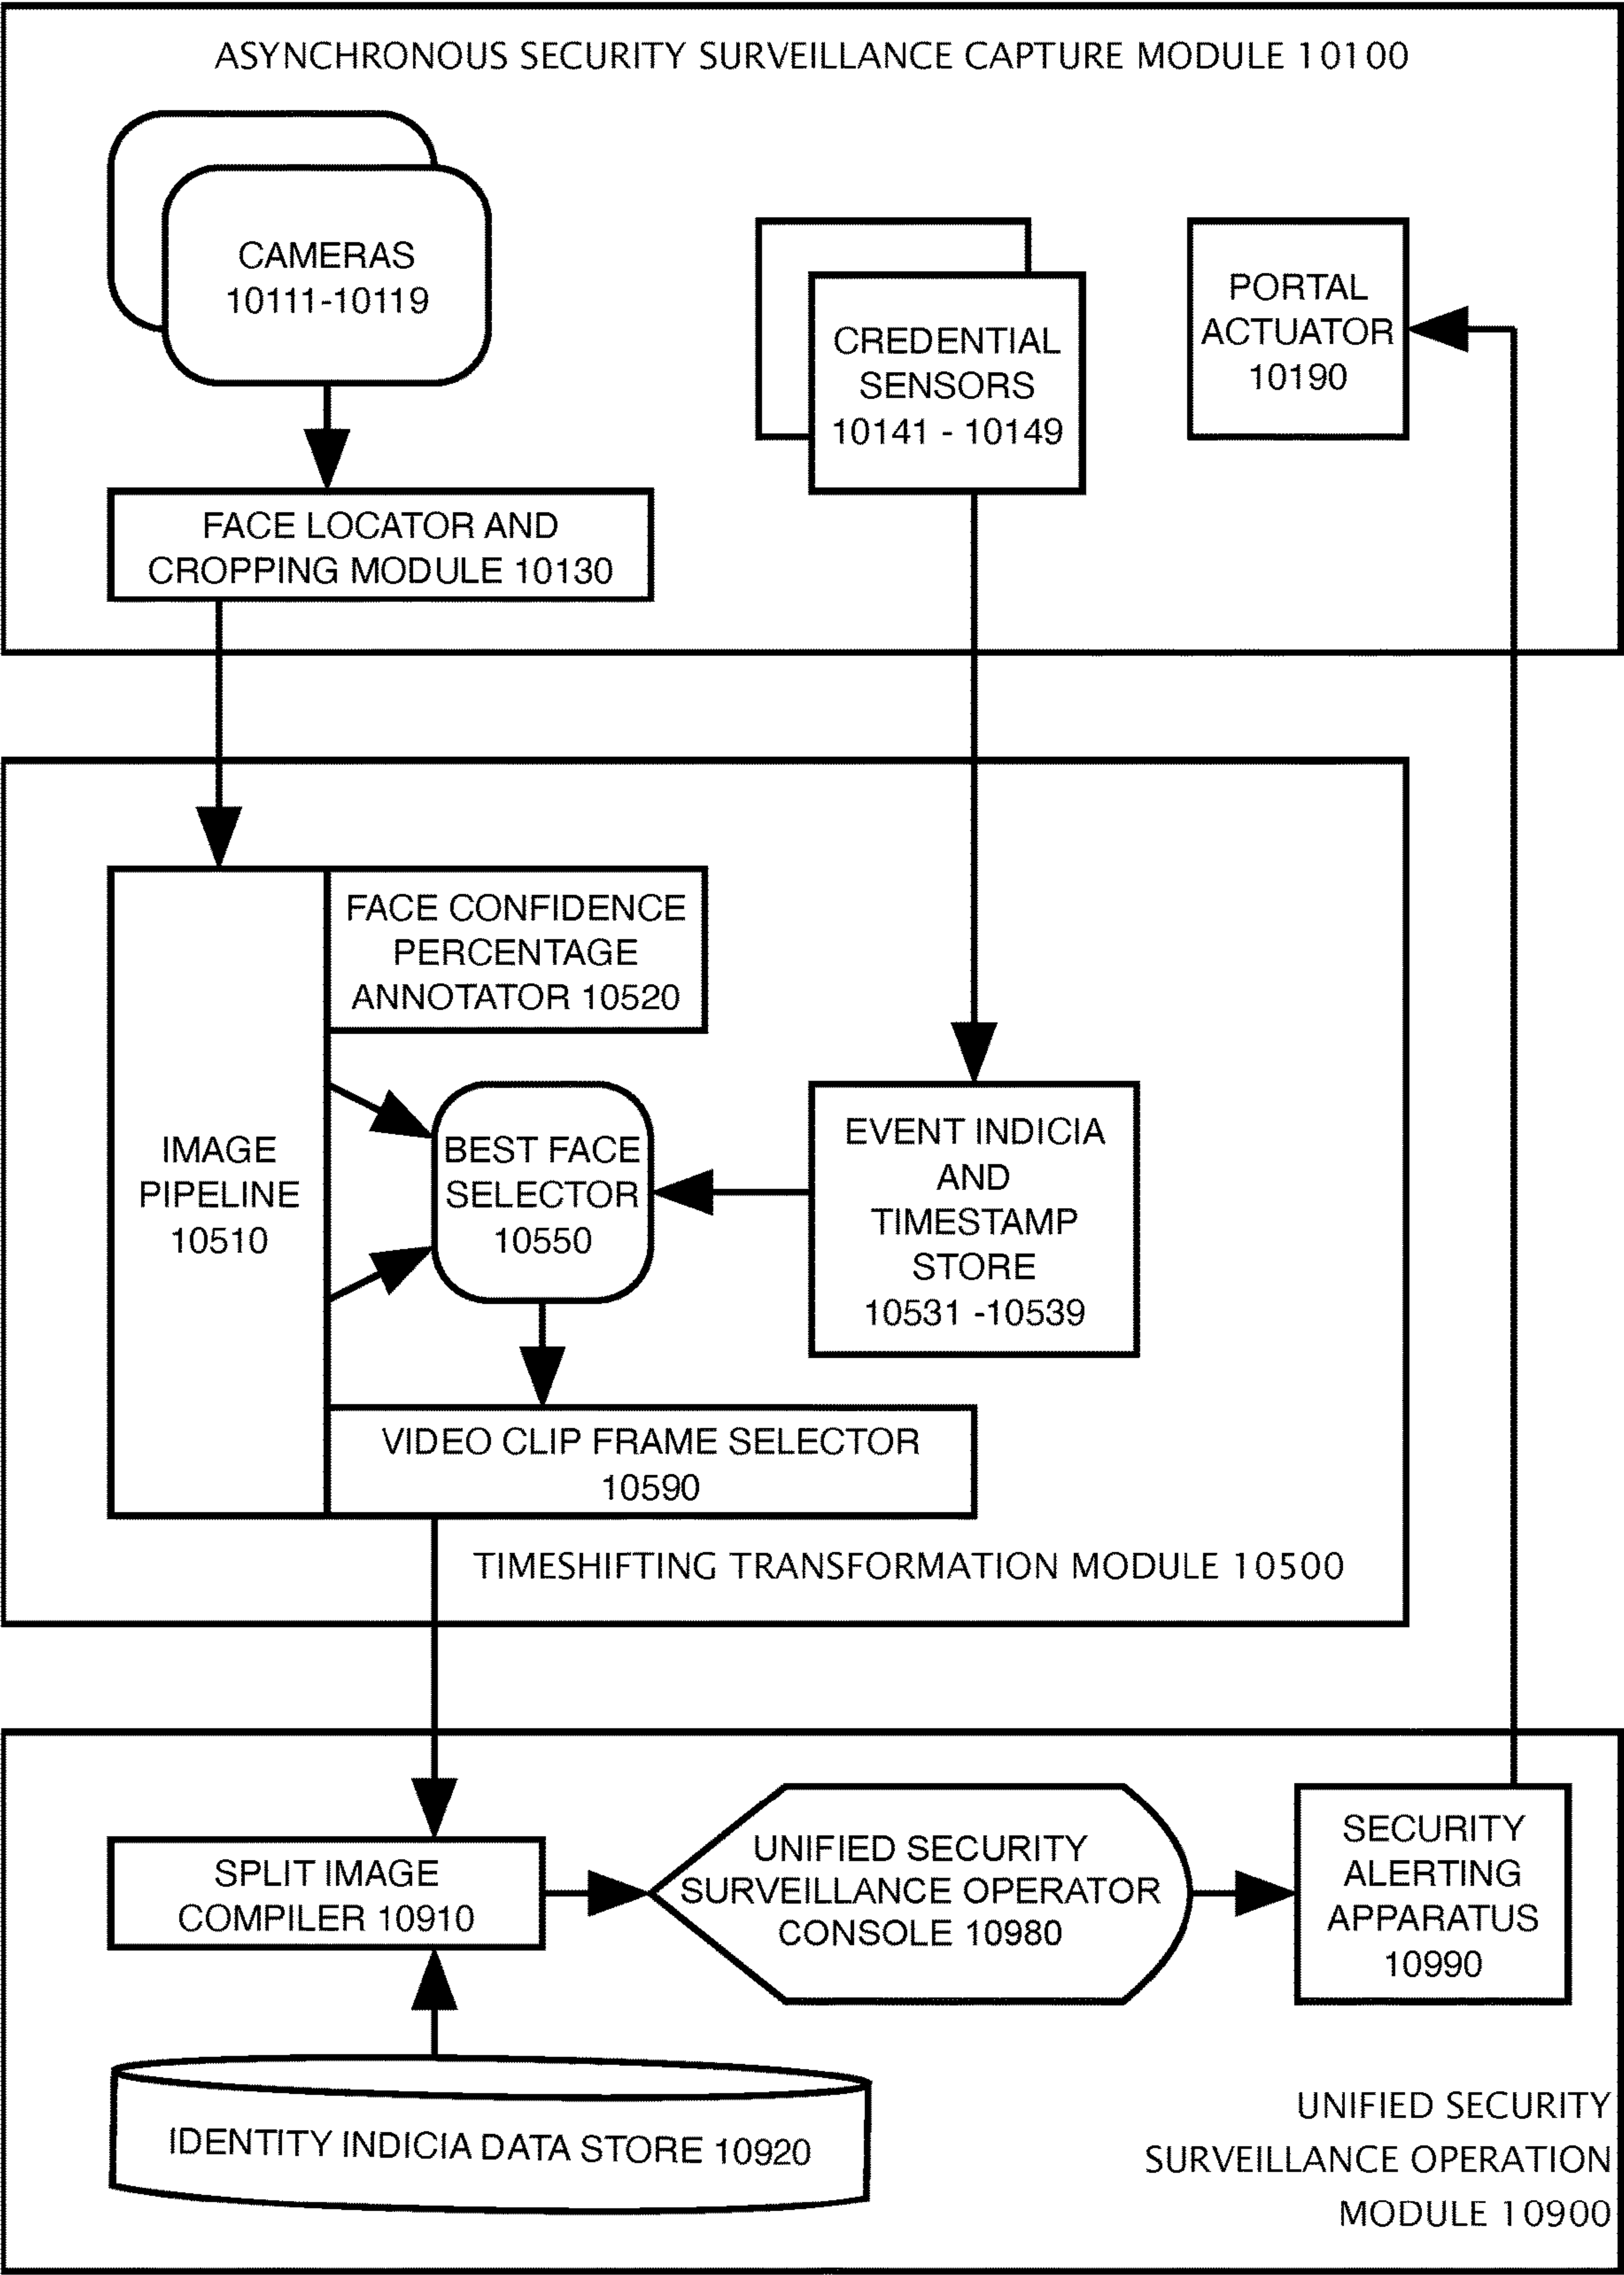 ASYNCHRONOUS SECURITY SURVEILLANCE CAPTURE MODULE 10100
CAMERAS
10111-10119
CREDENTIAL
SENSORS
10141 - 10149
PORTAL
ACTUATOR
10190
FACE LOCATOR AND
CROPPING MODULE 10130
FACE CONFIDENCE
PERCENTAGE
ANNOTATOR 10520
IMAGE
PIPELINE
10510
BEST FACE
SELECTOR
10550
EVENT INDICIA
AND
TIMESTAMP
STORE
10531 -10539
VIDEO CLIP FRAME SELECTOR
10590
TIMESHIFTING TRANSFORMATION MODULE 10500
SPLIT IMAGE
COMPILER 10910
UNIFIED SECURITY
SURVEILLANCE OPERATOR
CONSOLE 10980
SECURITY
ALERTING
APPARATUS
10990
IDENTITY INDICIA DATA STORE 10920
UNIFIED SECURITY
SURVEILLANCE OPERATION
MODULE 10900